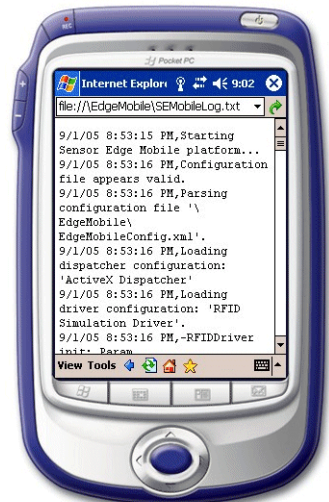 REC
Pocket PC
Internet Explore 9:02
file://\EdgeMobile\SEMobileLog.txt
9/1/05 8:53:15 PM,Starting
Sensor Edge Mobile platform...
9/1/05 8:53:16 PM,Configuration
file appears valid.
9/1/05 8:53:16 PM,Parsing
configuration file '\
EdgeMobile\
EdgeMobileConfig.xml'.
9/1/05 8:53:16 PM,Loading
dispatcher configuration:
'ActiveX Dispatcher'
9/1/05 8:53:16 PM,Loading
driver configuration: 'RFID
Simulation Driver'.
9/1/05 8:53:16 PM,-RFIDDriver
init: Param
View Tools